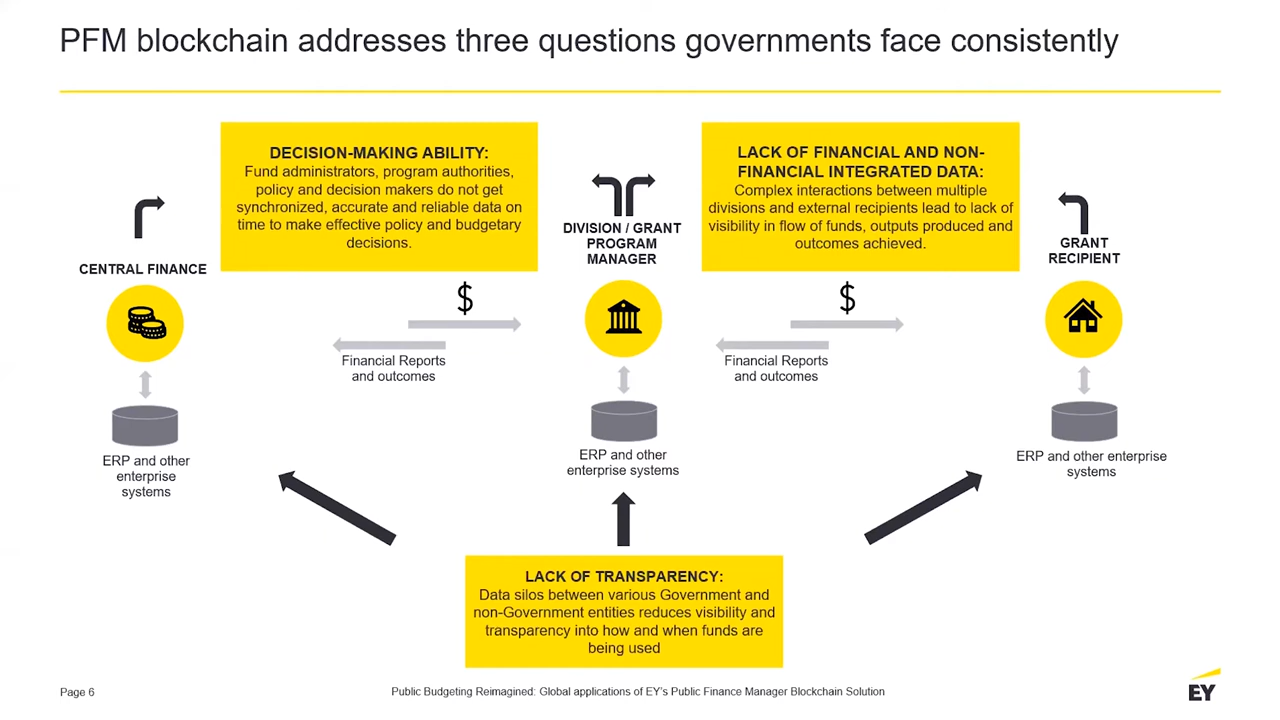 PFM blockchain addresses three questions governments face consistently
DECISION-MAKING ABILITY:
Fund administrators, program authorities,
policy and decision makers do not get
synchronized, accurate and reliable data on
time to make effective policy and budgetary
decisions.
LACK OF FINANCIAL AND NON-
FINANCIAL INTEGRATED DATA:
Complex interactions between multiple
divisions and external recipients lead to lack of
visibility in flow of funds, outputs produced and
outcomes achieved.
CENTRAL FINANCE
DIVISION / GRANT
PROGRAM
MANAGER
GRANT
RECIPIENT
$
$
Financial Reports
and outcomes
Financial Reports
and outcomes
ERP and other
enterprise
systems
ERP and other
enterprise systems
ERP and other enterprise
systems
LACK OF TRANSPARENCY:
Data silos between various Government and
non-Government entities reduces visibility and
transparency into how and when funds are
being used
Page 6
Public Budgeting Reimagined: Global applications of EY's Public Finance Manager Blockchain Solution
EY